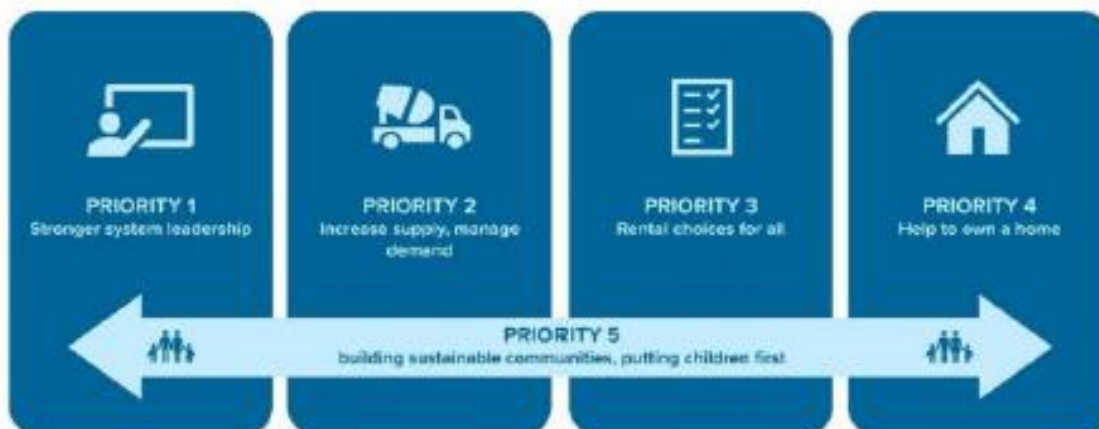 PRIORITY 1
Stronger system leadership
PRIORITY 2
Increase supply, manage
demand
PRIORITY 3
Rental choices for all
PRIORITY 4
Help to own a home
PRIORITY 5
building sustainable communities, putting children first